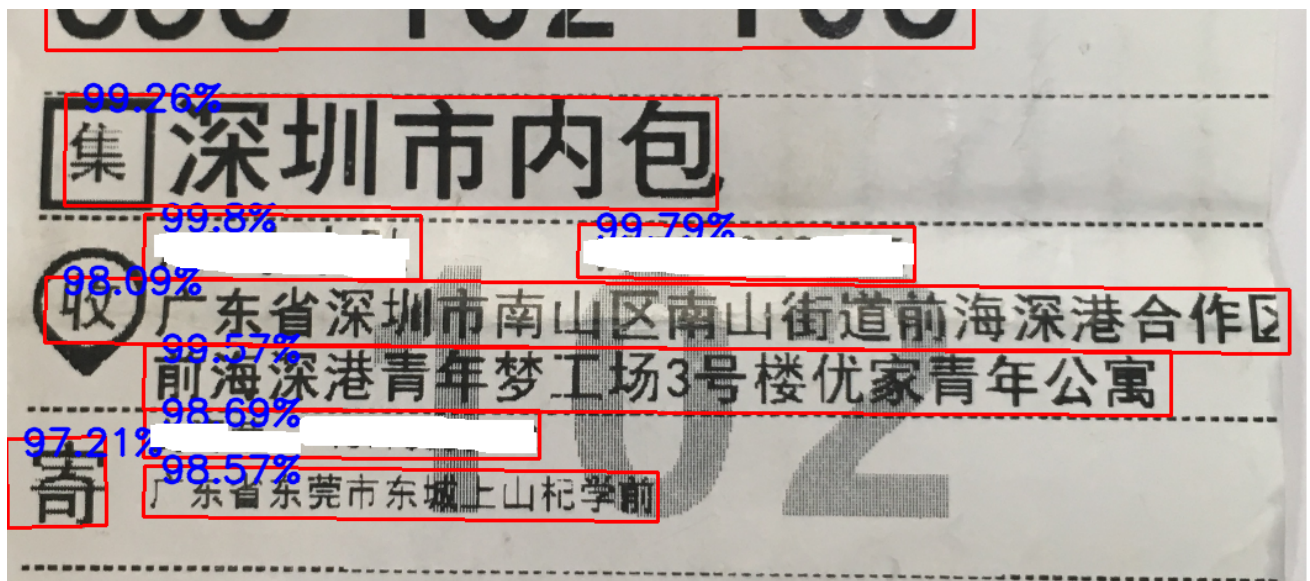 99.26%
集 深圳市内包
99.8% 99.79%
98.09%
收 广东省深圳市南山区南山街道前海深港合作区
99.57%
前海深港青年梦工场3号楼优家青年公寓
98.69%
97.21%
寄
98.57%
广东省东莞市东城上山杞学前
102